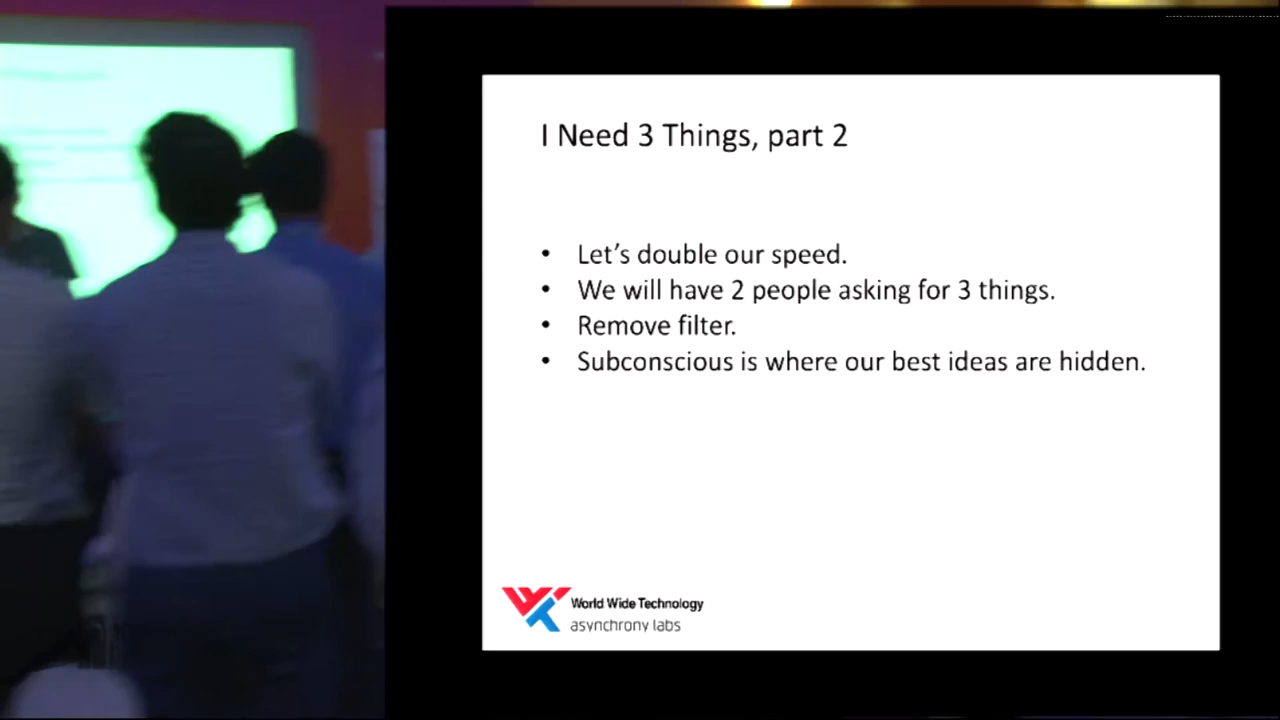 I Need 3 Things, part 2
• Let's double our speed.
• We will have 2 people asking for 3 things.
• Remove filter.
• Subconscious is where our best ideas are hidden.
World Wide Technology
asynchrony labs